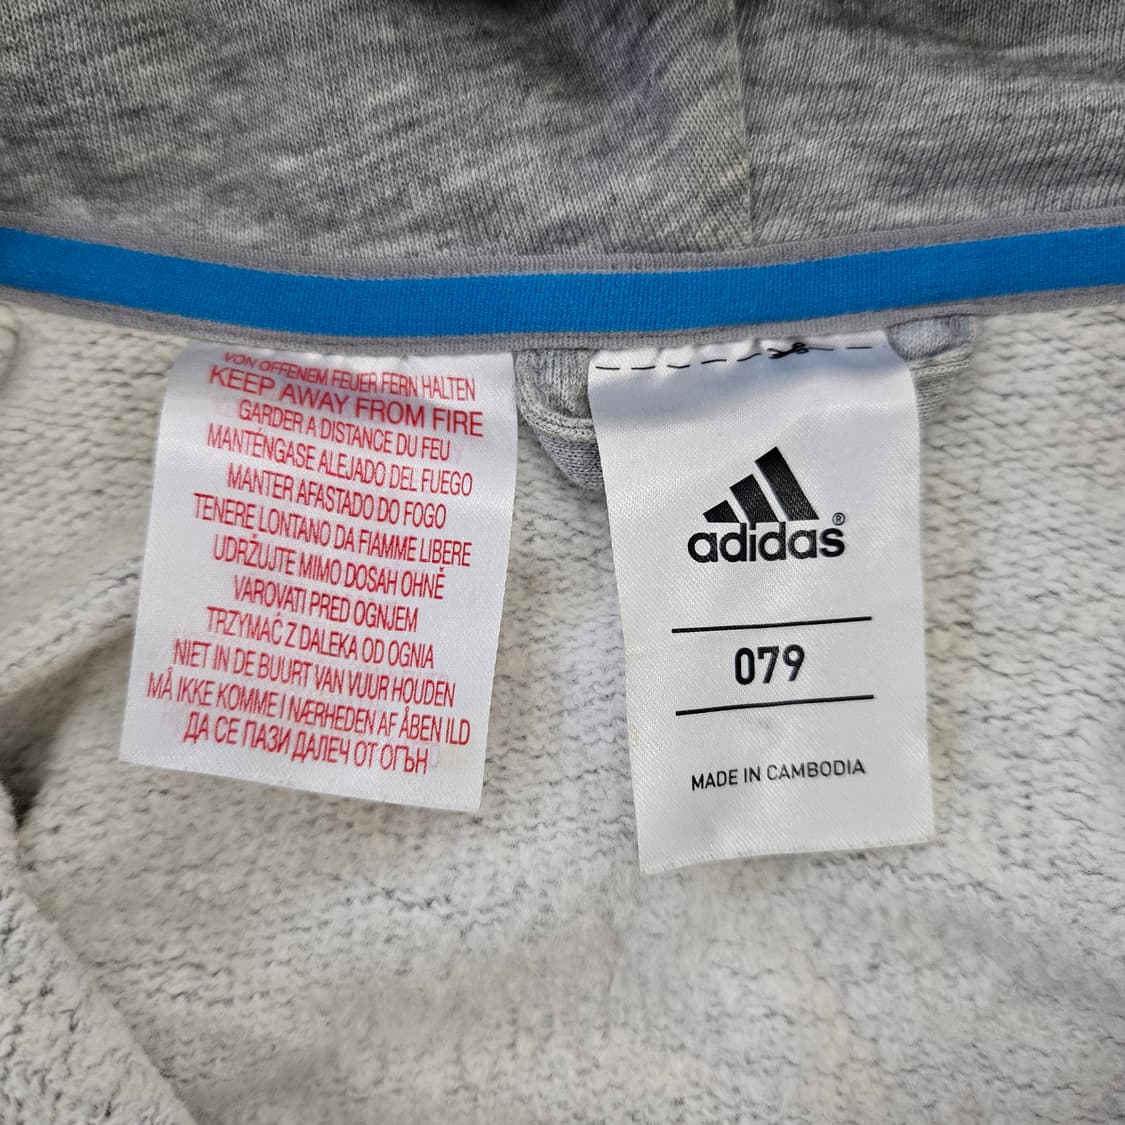 VON OFFENEM FEUER FERN HALTEN
KEEP AWAY FROM FIRE
GARDER A DISTANCE DU FEU
MANTÉNGASE ALEJADO DEL FUEGO
MANTER AFASTADO DO FOGO
TENERE LONTANO DA FIAMME LIBERE
UDRŽUJTE MIMO DOSAH OHNĚ
VAROVATI PRED OGNJEM
TRZYMAĆ Z DALEKA OD OGNIA
NIET IN DE BUURT VAN VUUR HOUDEN
MÅ IKKE KOMME I NÆRHEDEN AF ÅBEN ILD
ДА СЕ ПАЗИ ДАЛЕЧ ОТ ОГЪН
adidas®
079
MADE IN CAMBODIA